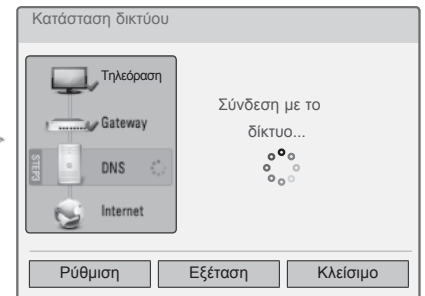 Κατάσταση δικτύου
Τηλεόραση
Gateway
STEP3
DNS
Internet
Σύνδεση με το
δίκτυο...
Ρύθμιση
Εξέταση
Κλείσιμο